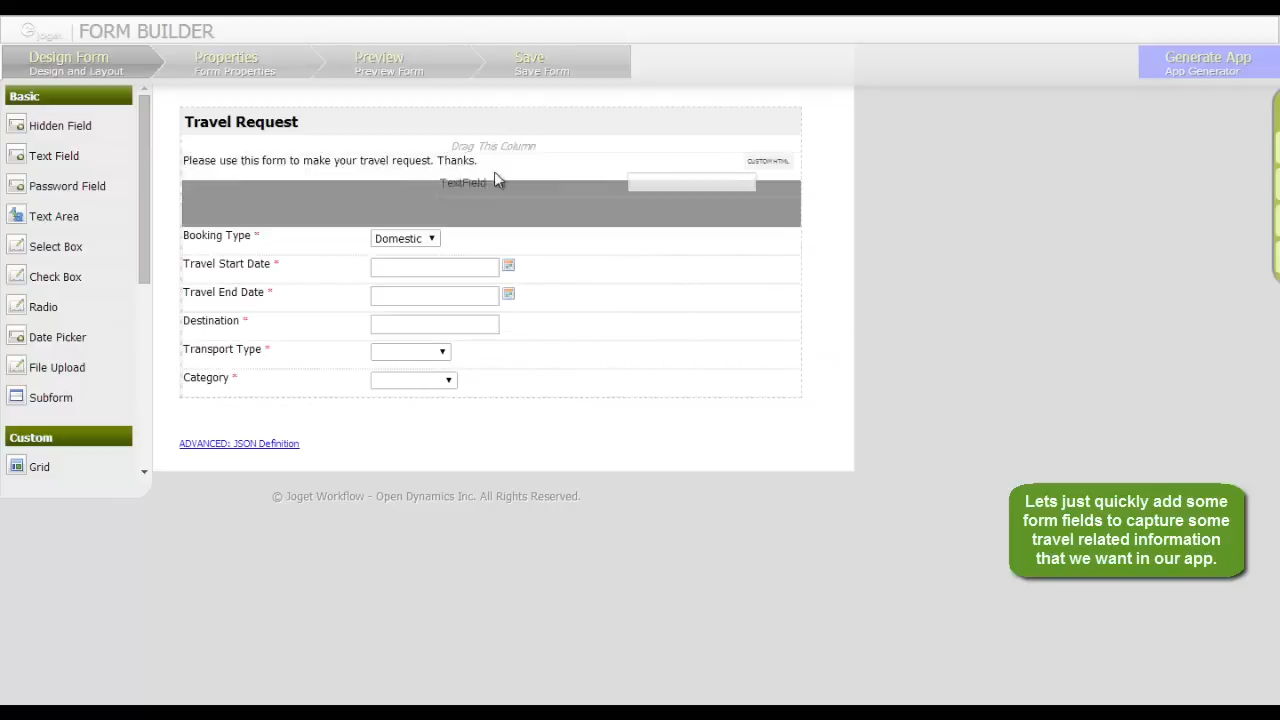 Joget FORM BUILDER
Design Form
Design and Layout
Properties
Form Properties
Preview
Preview Form
Save
Save Form
Generate App
App Generator
Basic
Hidden Field
Text Field
Password Field
Text Area
Select Box
Check Box
Radio
Date Picker
File Upload
Subform
Custom
Grid
Travel Request
Drag This Column
Please use this form to make your travel request. Thanks.
CUSTOM HTML
TextField
Booking Type *
Domestic
Travel Start Date *
Travel End Date *
Destination *
Transport Type *
Category *
ADVANCED: JSON Definition
© Joget Workflow - Open Dynamics Inc. All Rights Reserved.
Lets just quickly add some
form fields to capture some
travel related information
that we want in our app.